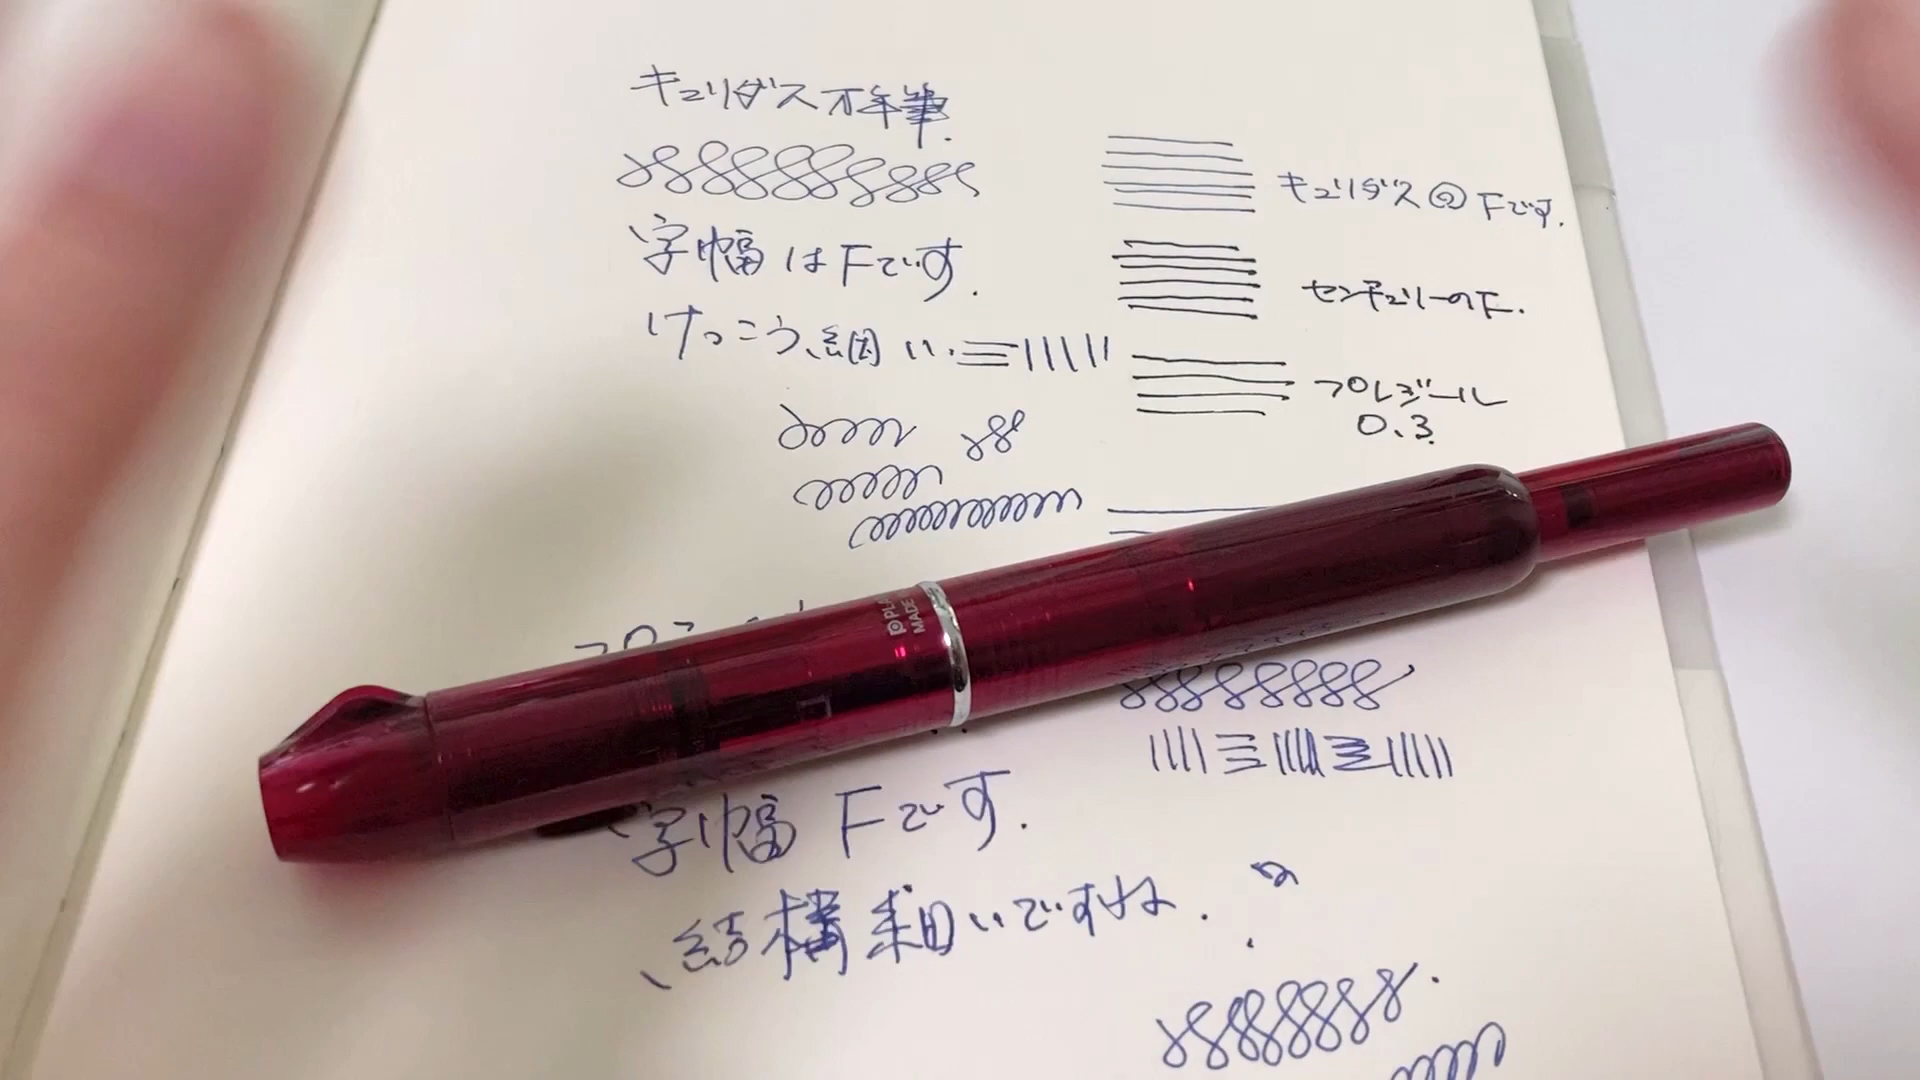 キュリダス万年筆.
字幅はFです.
けっこう細い.
キュリダスのFです.
センチュリーのF.
プレジール
0.3
PLA
MADE
字幅 Fです.
結構細いですね.